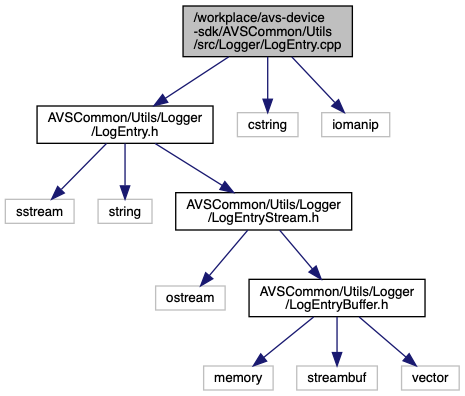 /workplace/avs-device
-sdk/AVSCommon/Utils
/src/Logger/LogEntry.cpp
AVSCommon/Utils/Logger
/LogEntry.h
cstring
iomanip
sstream
string
AVSCommon/Utils/Logger
/LogEntryStream.h
ostream
AVSCommon/Utils/Logger
/LogEntryBuffer.h
memory
streambuf
vector